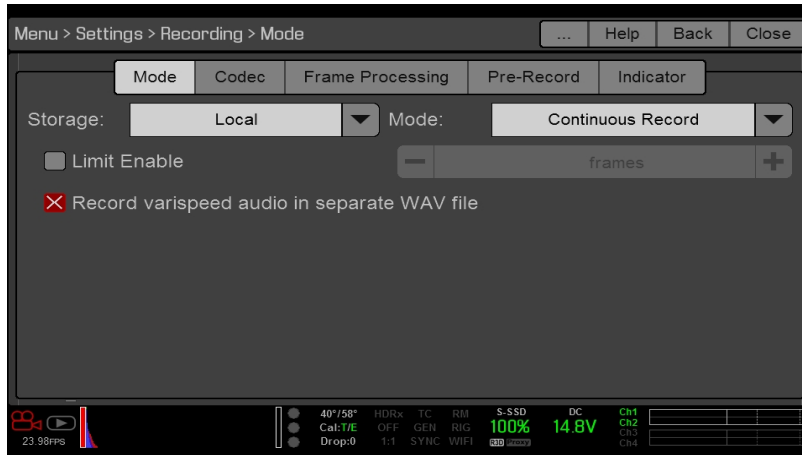 Menu > Settings > Recording > Mode ... Help Back Close
Mode Codec Frame Processing Pre-Record Indicator
Storage: Local Mode: Continuous Record
Limit Enable frames
Record varispeed audio in separate WAV file
40°/58° HDRx TC RM S-SSD DC Ch1
Cal:T/E OFF GEN RIG 100% 14.8V Ch2
23.98FPS Drop:0 1:1 SYNC WIFI R3D Proxy Ch3
Ch4